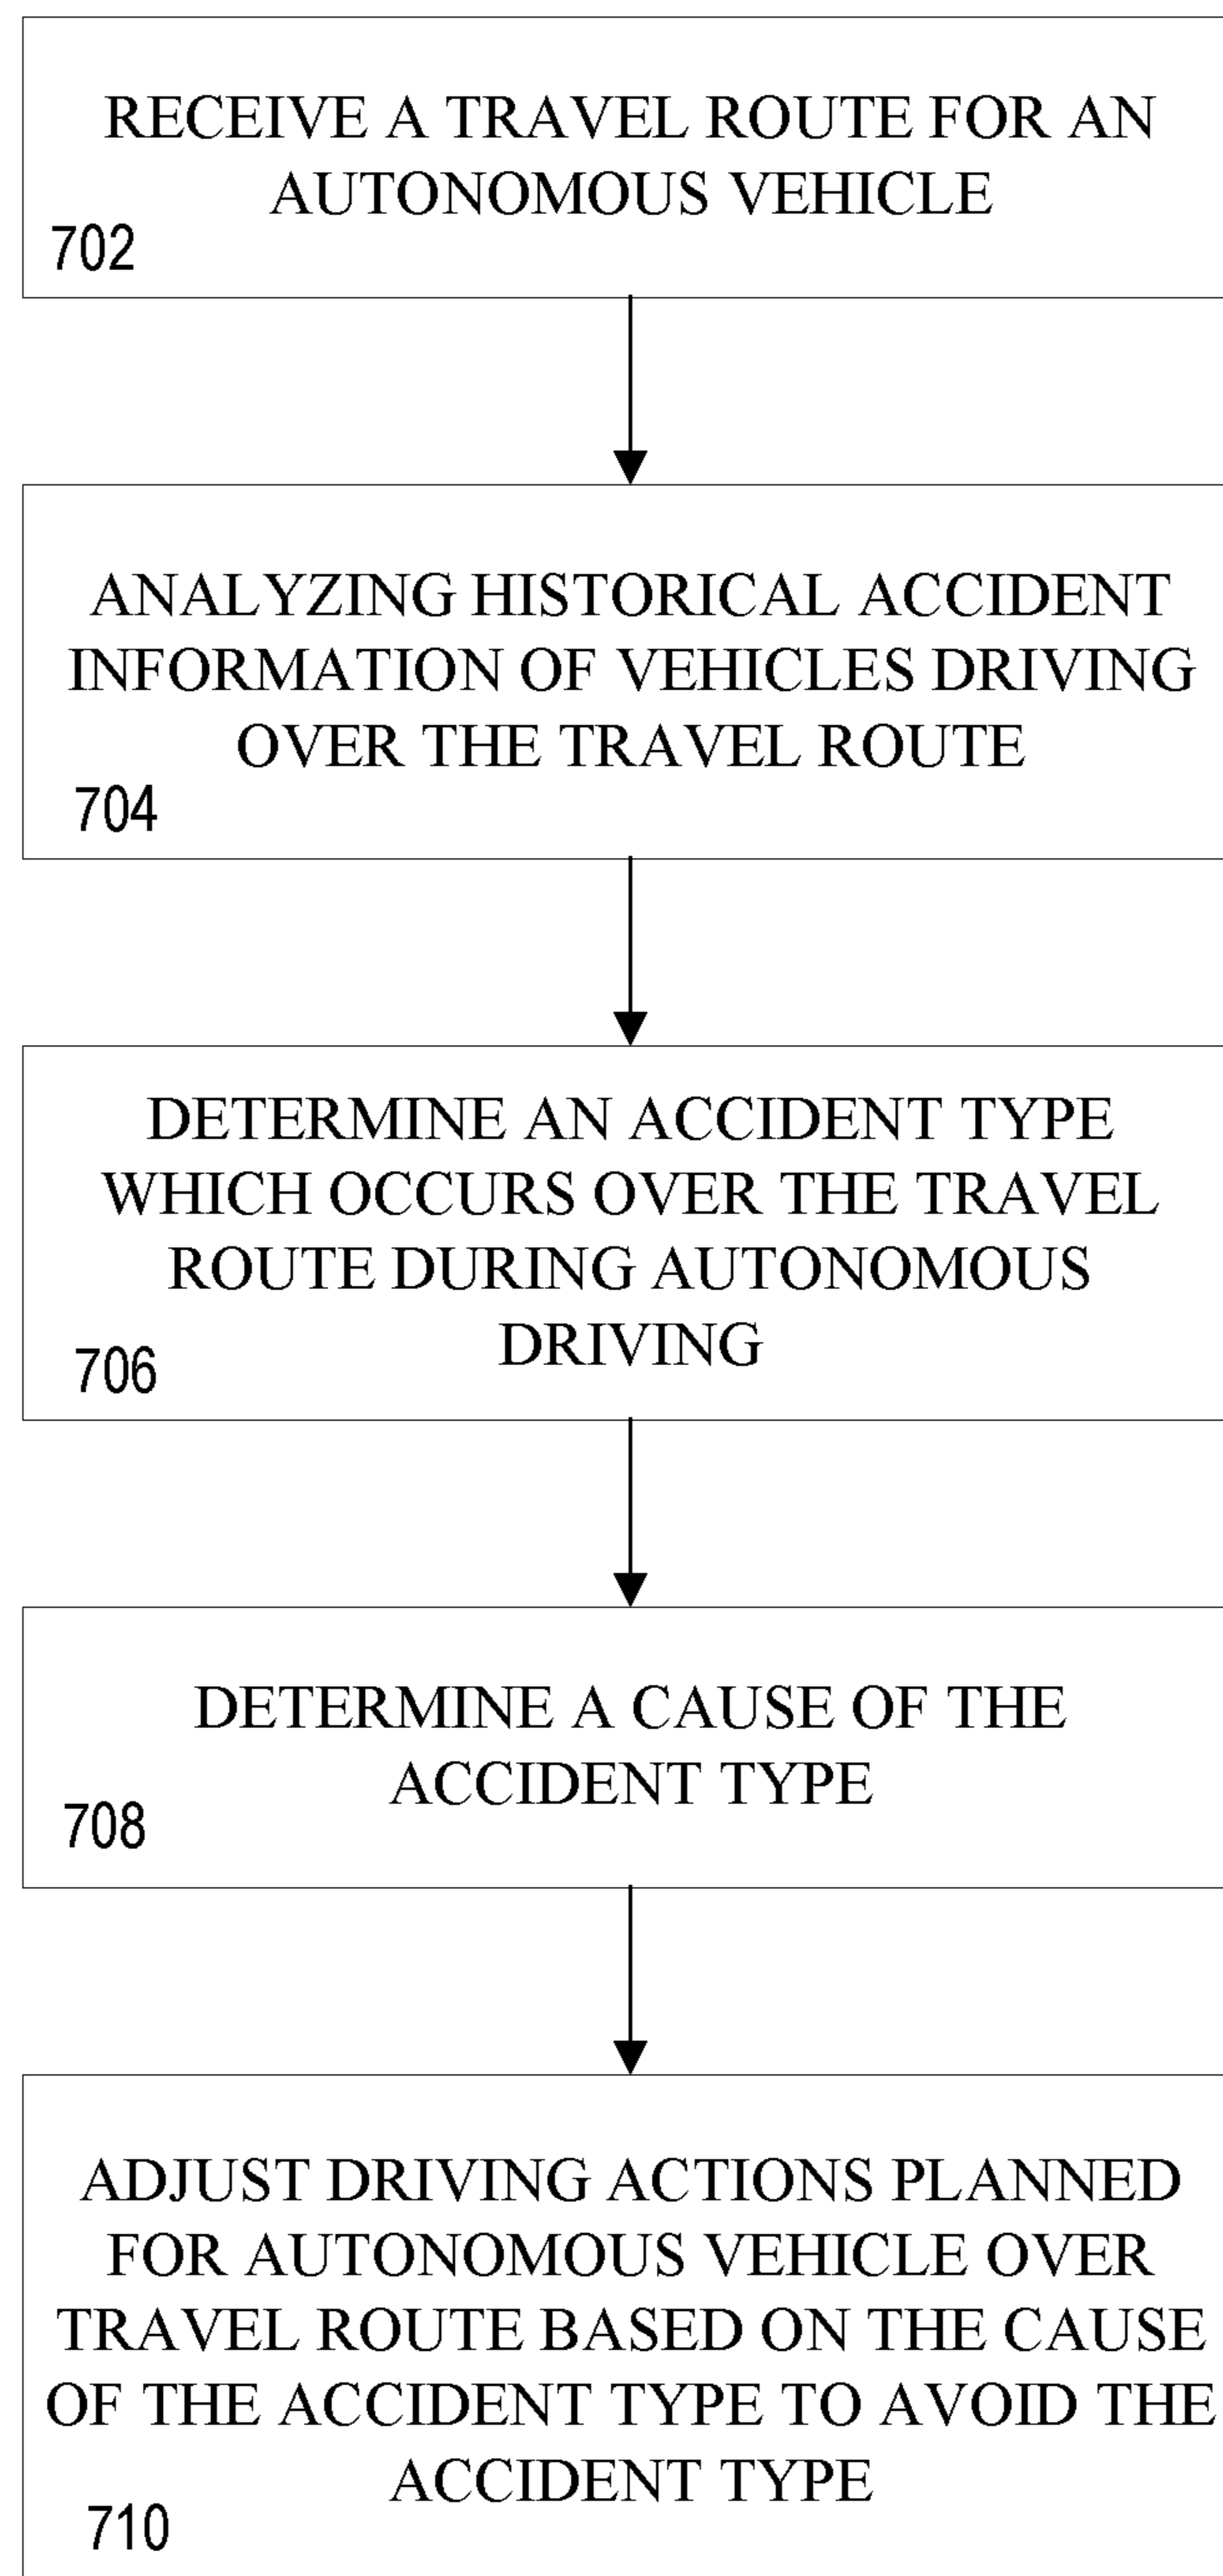 RECEIVE A TRAVEL ROUTE FOR AN
AUTONOMOUS VEHICLE
702
ANALYZING HISTORICAL ACCIDENT
INFORMATION OF VEHICLES DRIVING
OVER THE TRAVEL ROUTE
704
DETERMINE AN ACCIDENT TYPE
WHICH OCCURS OVER THE TRAVEL
ROUTE DURING AUTONOMOUS
DRIVING
706
DETERMINE A CAUSE OF THE
ACCIDENT TYPE
708
ADJUST DRIVING ACTIONS PLANNED
FOR AUTONOMOUS VEHICLE OVER
TRAVEL ROUTE BASED ON THE CAUSE
OF THE ACCIDENT TYPE TO AVOID THE
ACCIDENT TYPE
710